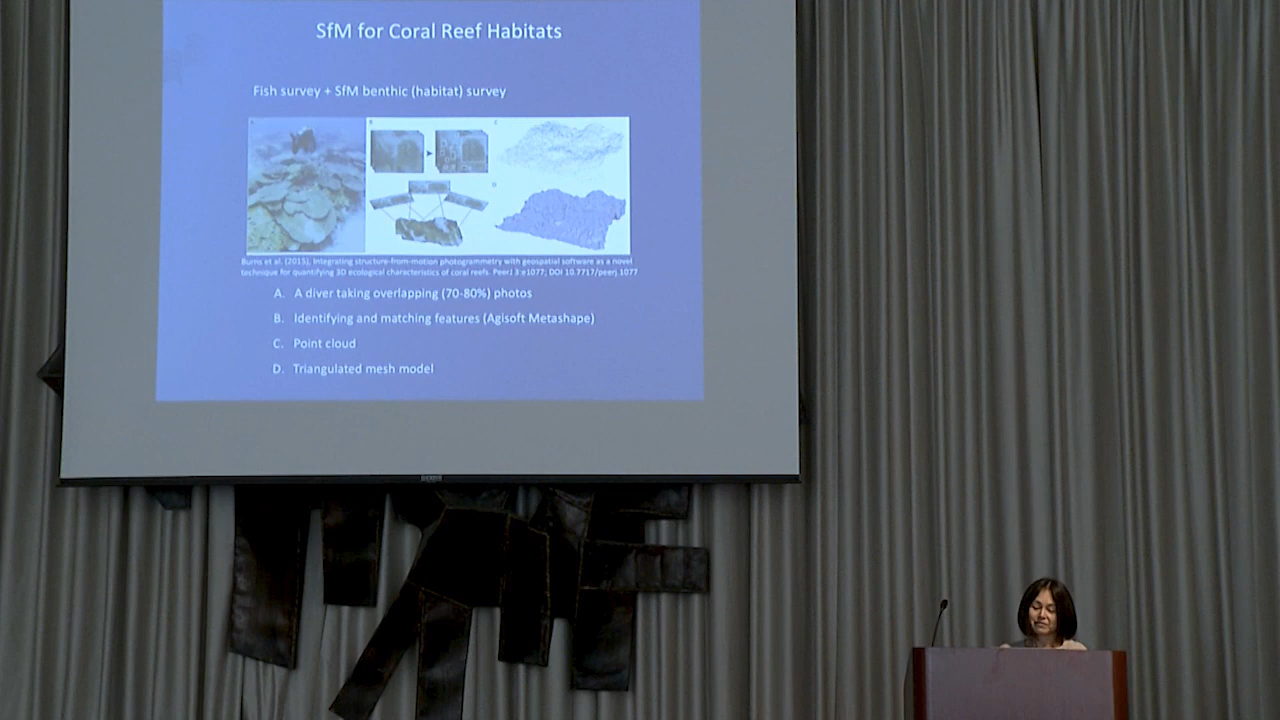 SfM for Coral Reef Habitats
Fish survey + SfM benthic (habitat) survey
A
B
C
D
Burns et al. (2015), Integrating structure-from-motion photogrammetry with geospatial software as a novel
technique for quantifying 3D ecological characteristics of coral reefs. PeerJ 3:e1077; DOI 10.7717/peerj.1077
A. A diver taking overlapping (70-80%) photos
B. Identifying and matching features (Agisoft Metashape)
C. Point cloud
D. Triangulated mesh model